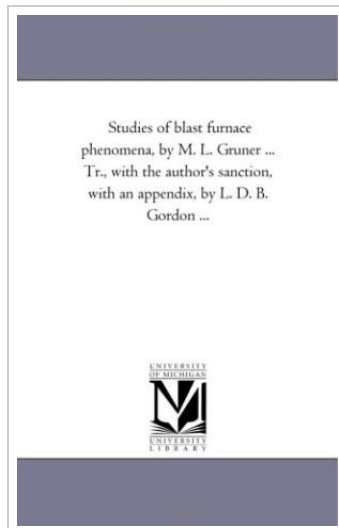 Studies of blast furnace
phenomena, by M. L. Gruner ...
Tr., with the author's sanction,
with an appendix, by L. D. B.
Gordon ...
UNIVERSITY
OF MICHIGAN
UNIVERSITY
LIBRARY